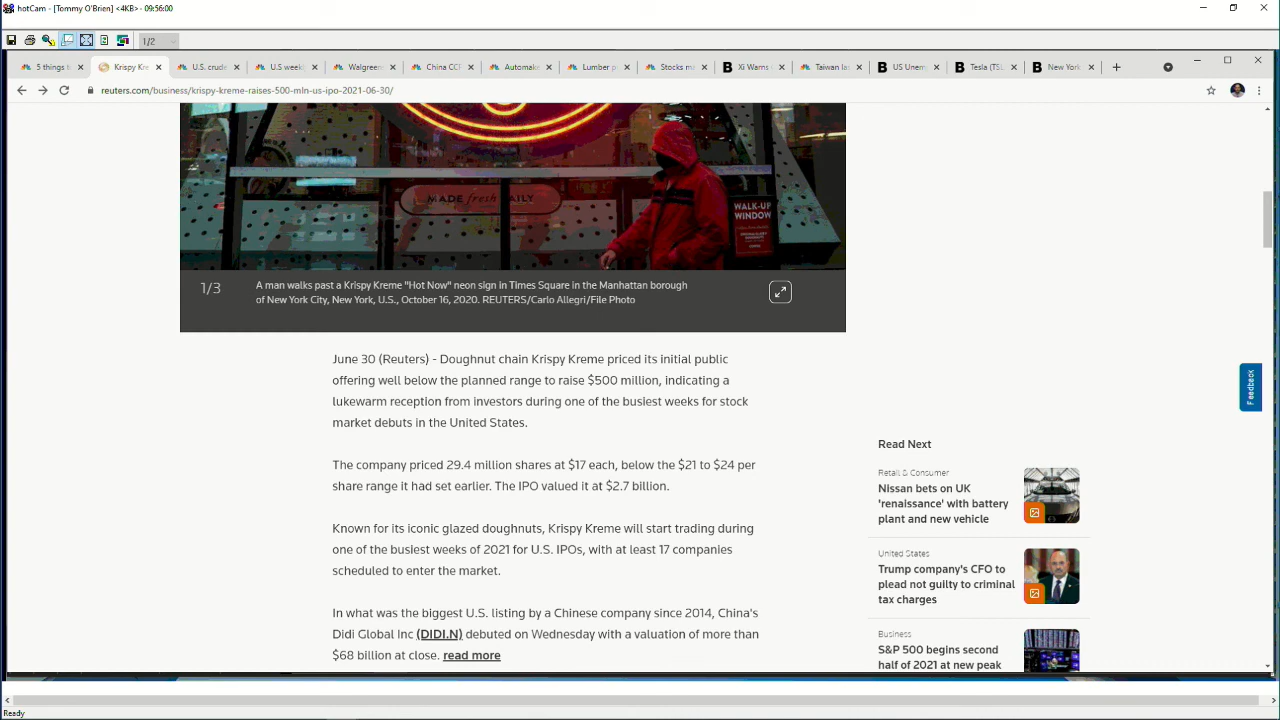 hotCam - [Tommy O'Brien] <4KB> - 09:56:00
1/2
5 things t
Krispy Kre
U.S. crude
U.S weekl
Walgreen
China CCP
Automake
Lumber p
Stocks m
Xi Warns
Taiwan la
US Unem
Tesla (TSL
New York
reuters.com/business/krispy-kreme-raises-500-mln-us-ipo-2021-06-30/
MADE fresh DAILY
WALK-UP
WINDOW
1/3
A man walks past a Krispy Kreme "Hot Now" neon sign in Times Square in the Manhattan borough
of New York City, New York, U.S., October 16, 2020. REUTERS/Carlo Allegri/File Photo
June 30 (Reuters) - Doughnut chain Krispy Kreme priced its initial public
offering well below the planned range to raise $500 million, indicating a
lukewarm reception from investors during one of the busiest weeks for stock
market debuts in the United States.
The company priced 29.4 million shares at $17 each, below the $21 to $24 per
share range it had set earlier. The IPO valued it at $2.7 billion.
Known for its iconic glazed doughnuts, Krispy Kreme will start trading during
one of the busiest weeks of 2021 for U.S. IPOs, with at least 17 companies
scheduled to enter the market.
In what was the biggest U.S. listing by a Chinese company since 2014, China's
Didi Global Inc (DIDI.N) debuted on Wednesday with a valuation of more than
$68 billion at close. read more
Feedback
Read Next
Retail & Consumer
Nissan bets on UK
'renaissance' with battery
plant and new vehicle
United States
Trump company's CFO to
plead not guilty to criminal
tax charges
Business
S&P 500 begins second
half of 2021 at new peak
Ready